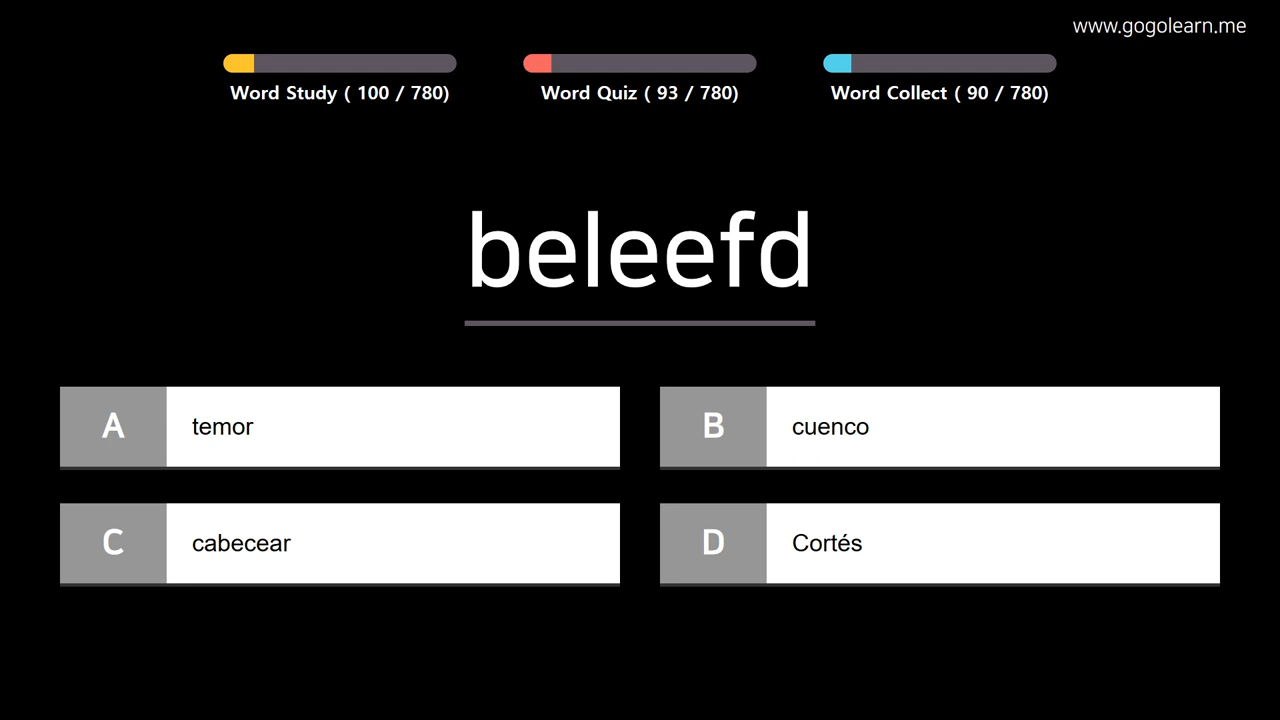 www.gogolearn.me
Word Study ( 100 / 780)
Word Quiz ( 93 / 780)
Word Collect ( 90 / 780)
beleefd
A temor
B cuenco
C cabecear
D Cortés